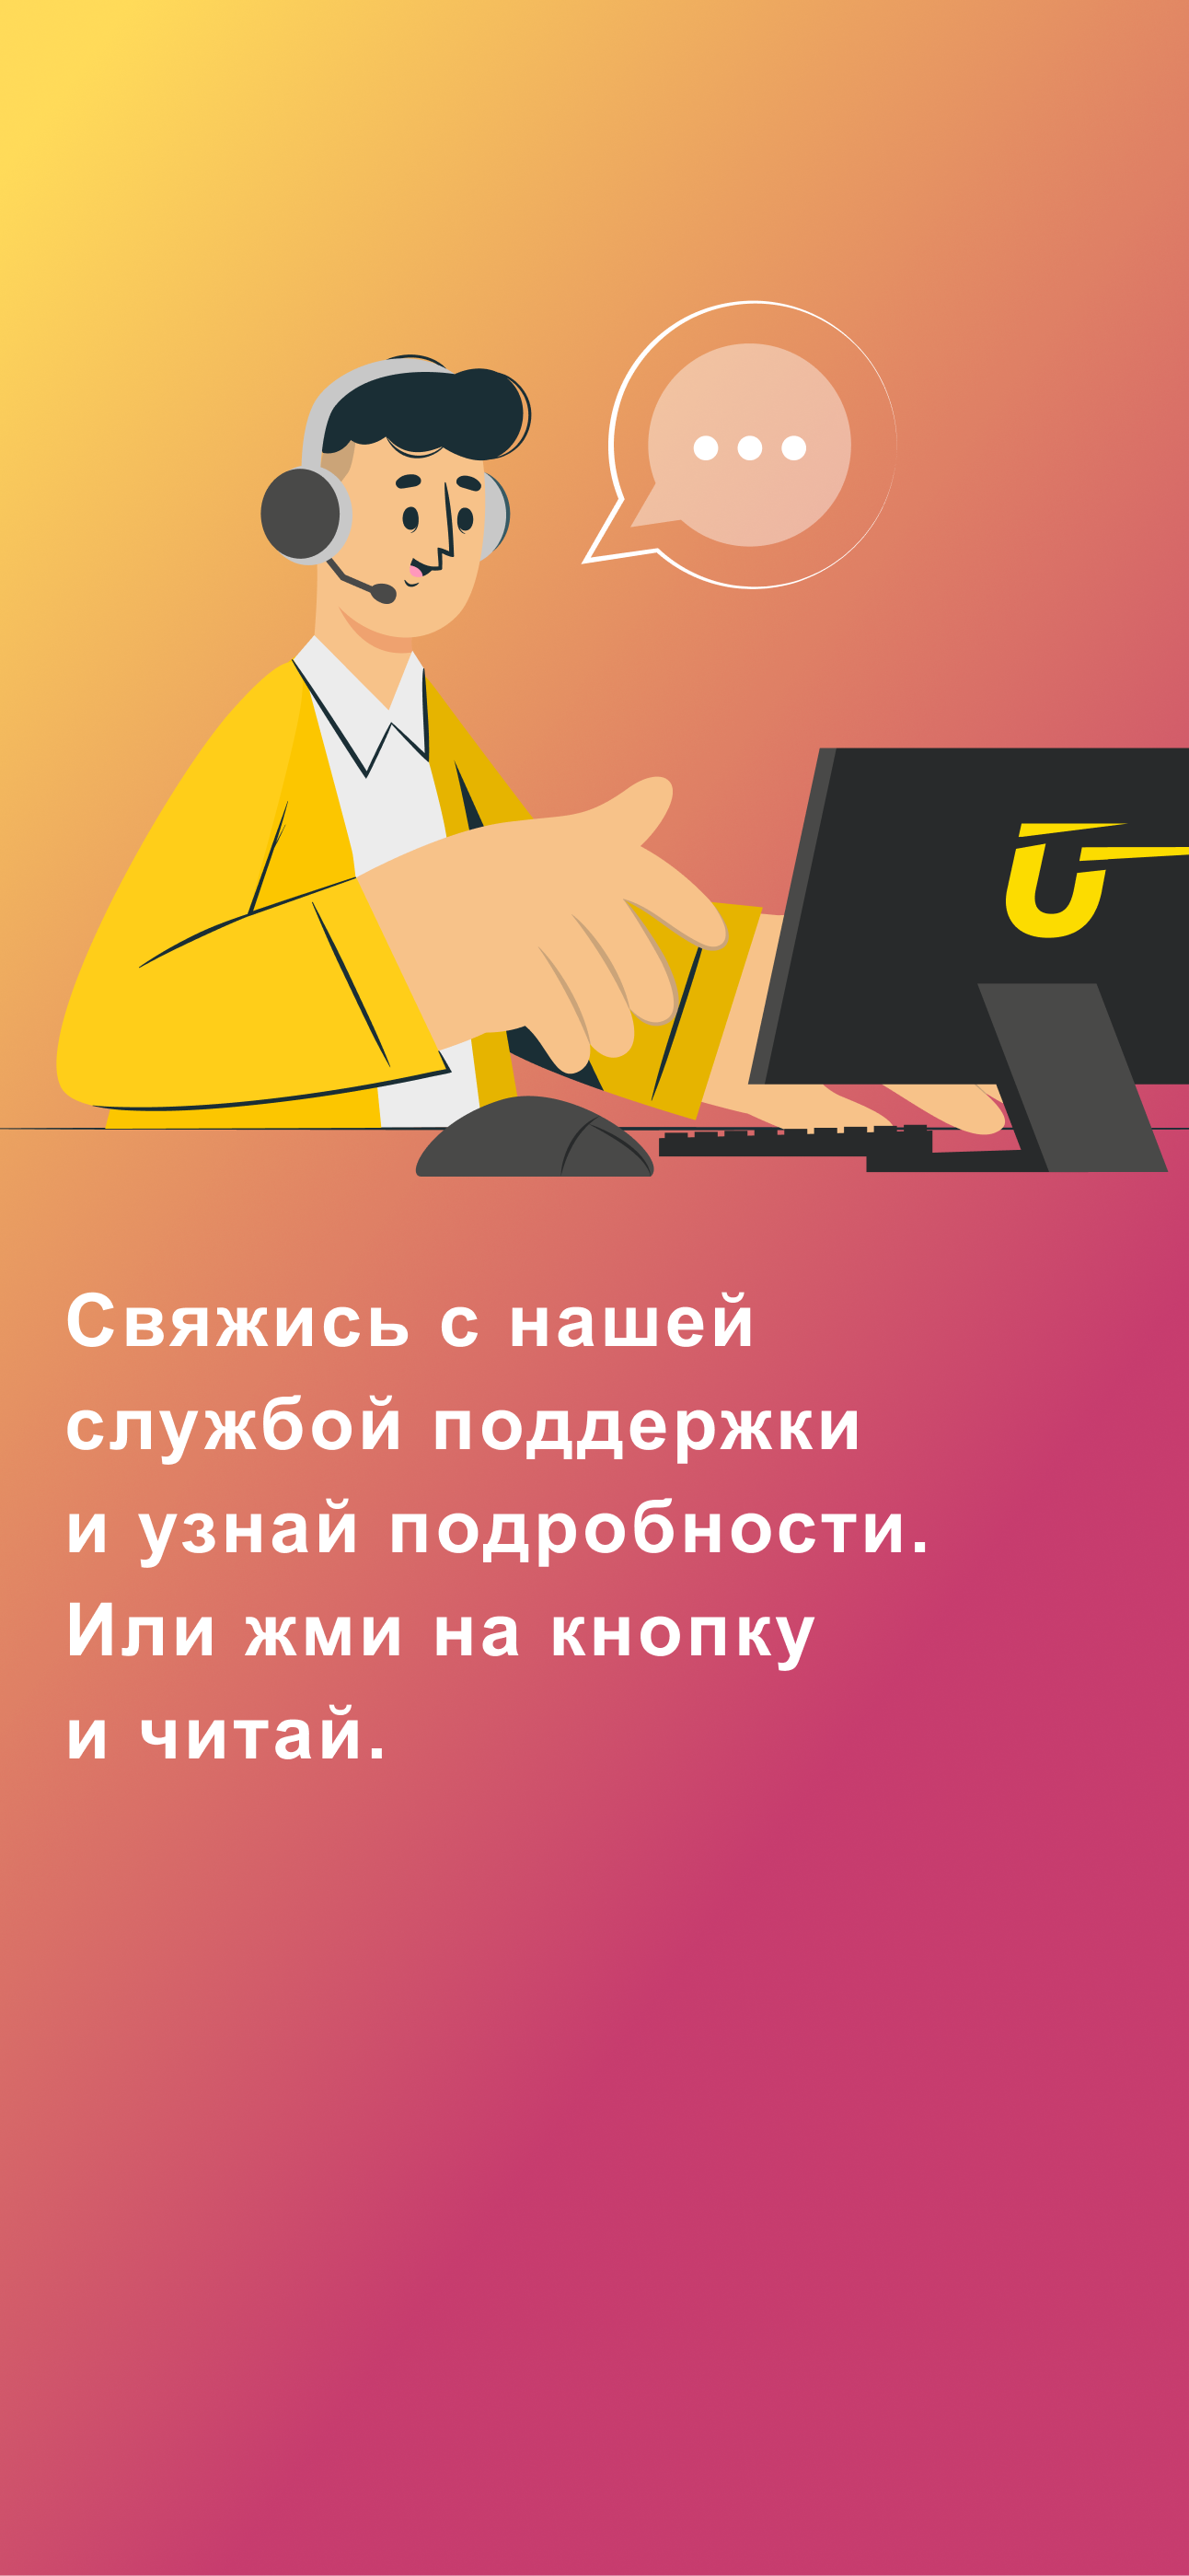 Свяжись с нашей
службой поддержки
и узнай подробности.
Или жми на кнопку
и читай.